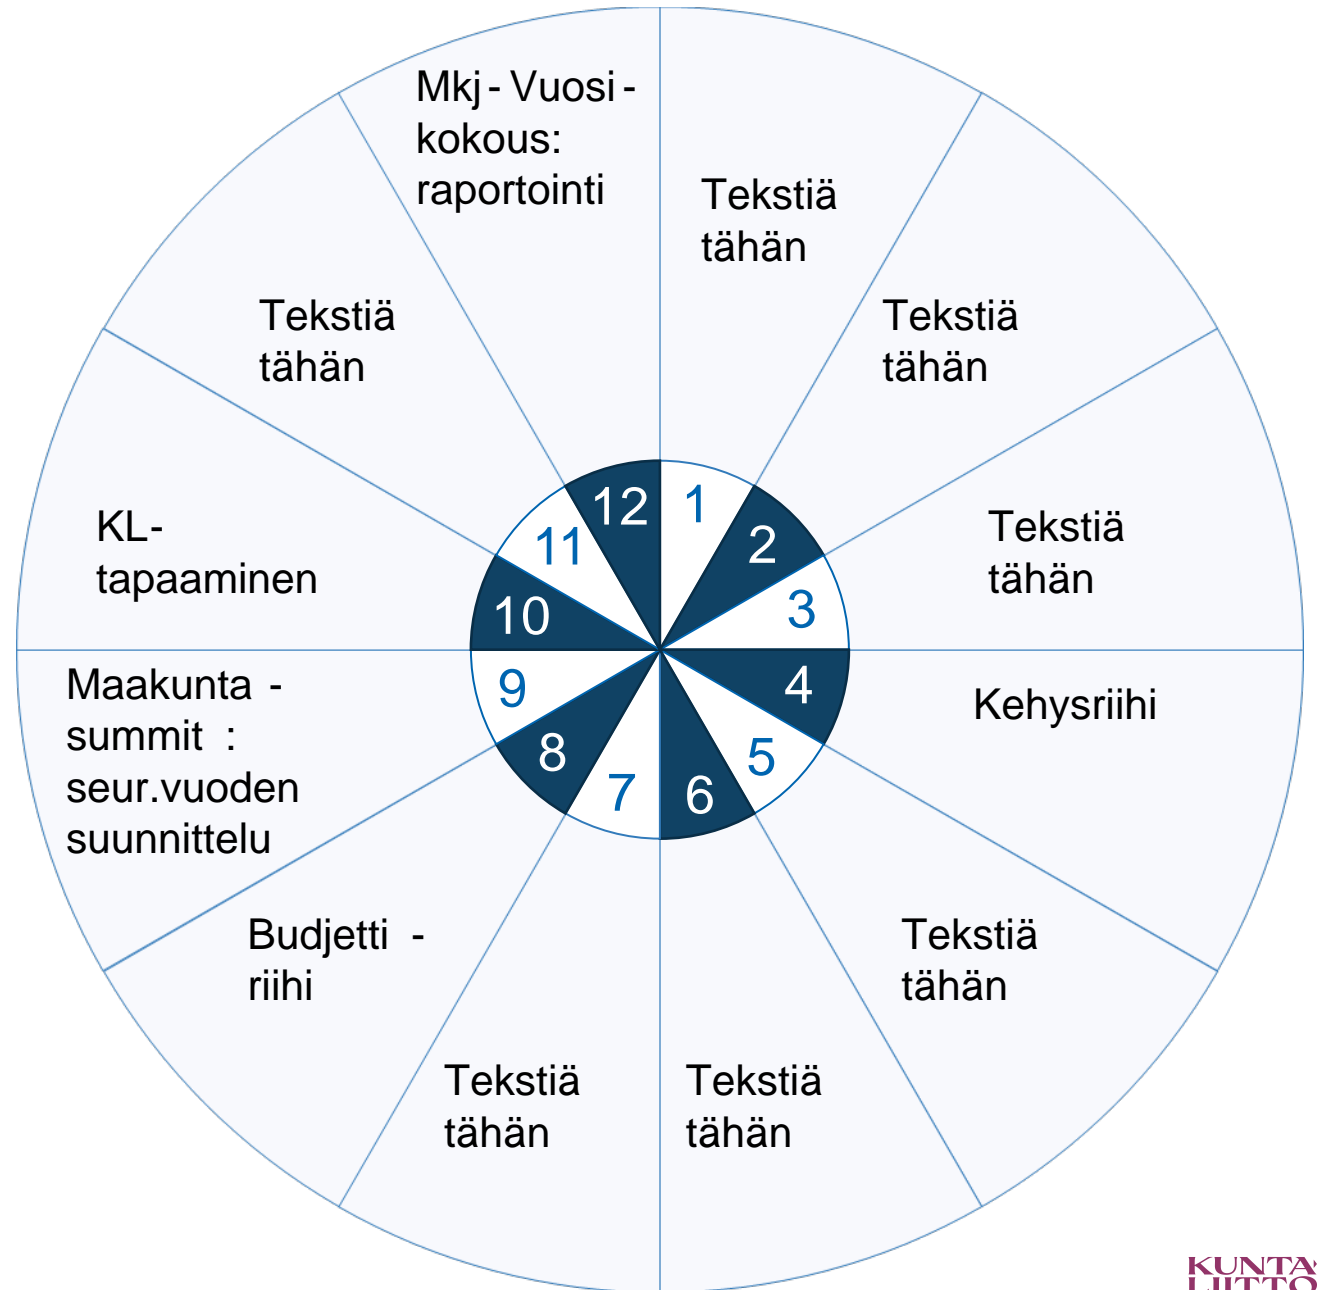 Mkj - Vuosi -
kokous:
raportointi
Tekstiä
tähän
Tekstiä
tähän
Tekstiä
tähän
Kehysriihi
Tekstiä
tähän
Tekstiä
tähän
Tekstiä
tähän
Budjetti -
riihi
Maakunta -
summit :
seur.vuoden
suunnittelu
KL-
tapaaminen
Tekstiä
tähän
1
2
3
4
5
6
7
8
9
10
11
12
KUNTA
LIITTO